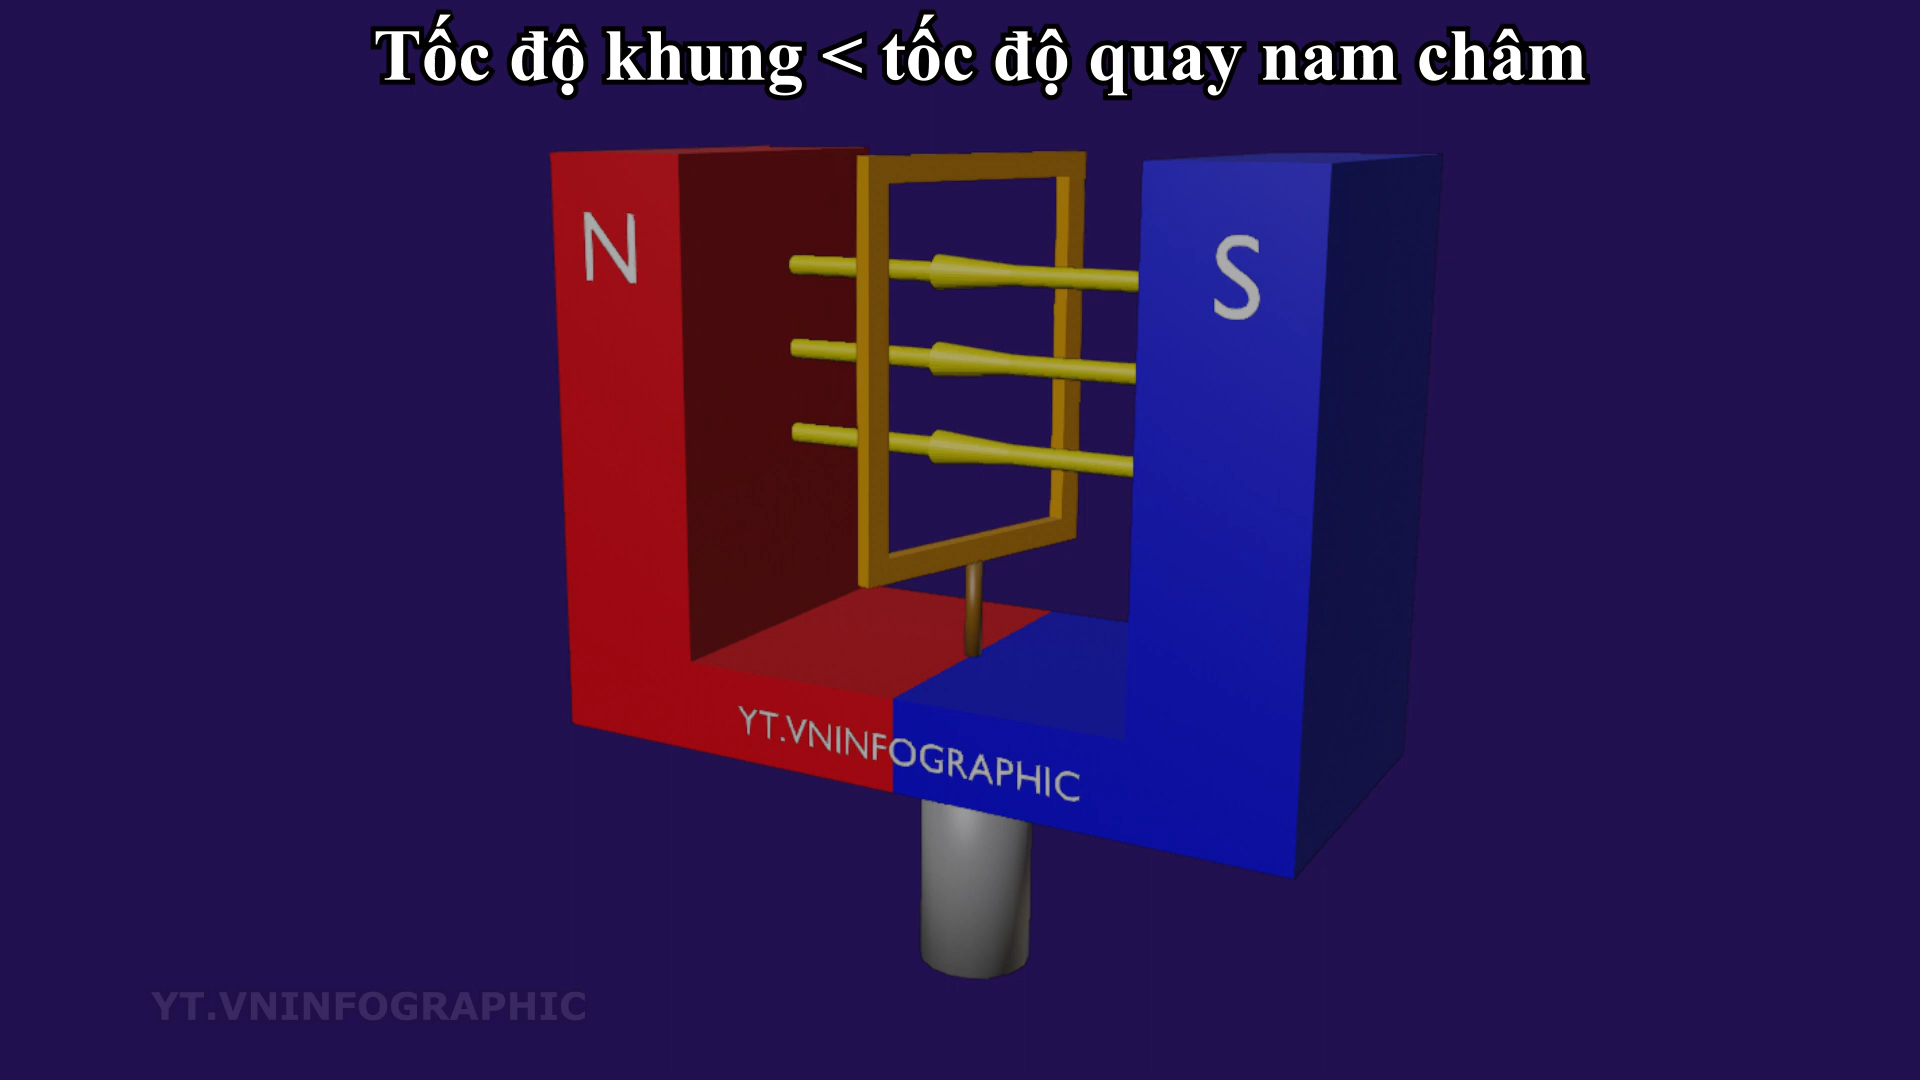 Tốc độ khung < tốc độ quay nam châm
N
S
YT.VNINFOGRAPHIC
YT.VNINFOGRAPHIC